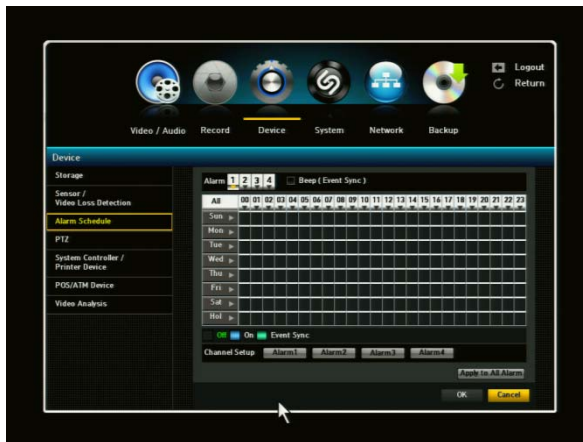 Logout
Return
Video / Audio Record Device System Network Backup
Device
Storage
Sensor /
Video Loss Detection
Alarm Schedule
PTZ
System Controller /
Printer Device
POS/ATM Device
Video Analysis
Alarm 1 2 3 4 Beep ( Event Sync )
All 00 01 02 03 04 05 06 07 08 09 10 11 12 13 14 15 16 17 18 19 20 21 22 23
Sun
Mon
Tue
Wed
Thu
Fri
Sat
Hol
Off On Event Sync
Channel Setup Alarm1 Alarm2 Alarm3 Alarm4
Apply to All Alarm
OK Cancel